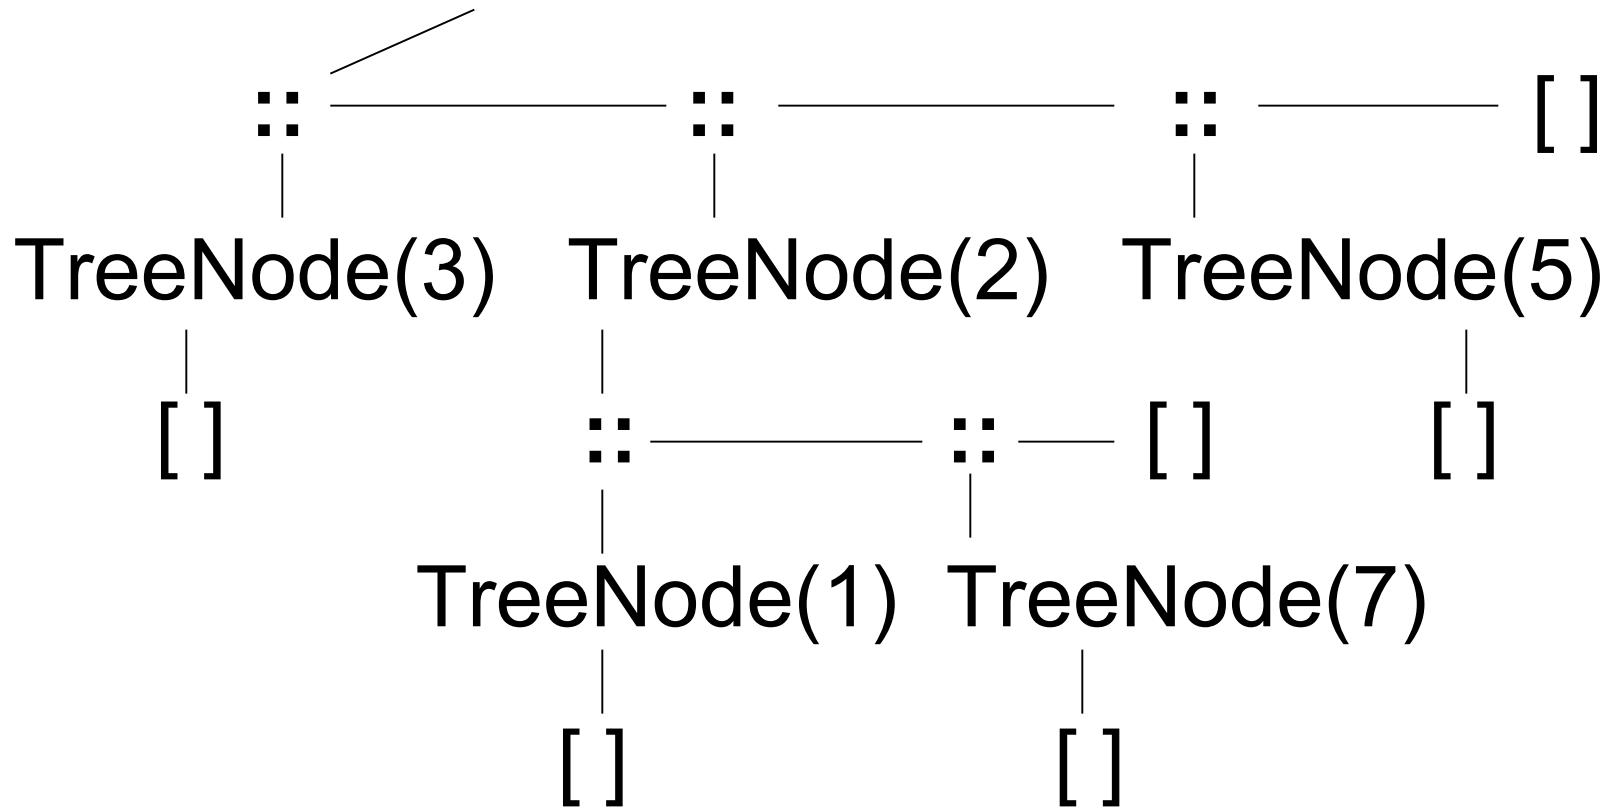 :: :: :: [ ]
TreeNode(3) TreeNode(2) TreeNode(5)
[ ] :: :: [ ] [ ]
TreeNode(1) TreeNode(7)
[ ] [ ]